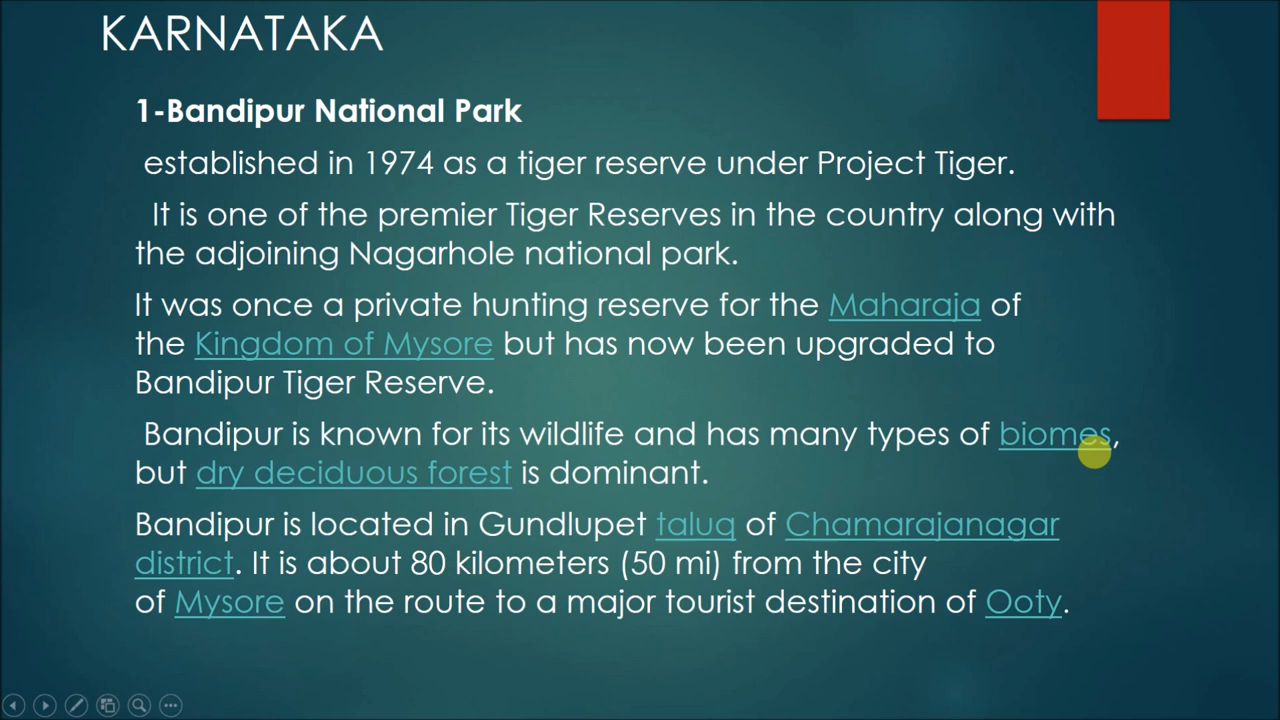 KARNATAKA
1-Bandipur National Park
established in 1974 as a tiger reserve under Project Tiger.
It is one of the premier Tiger Reserves in the country along with
the adjoining Nagarhole national park.
It was once a private hunting reserve for the Maharaja of
the Kingdom of Mysore but has now been upgraded to
Bandipur Tiger Reserve.
Bandipur is known for its wildlife and has many types of biomes,
but dry deciduous forest is dominant.
Bandipur is located in Gundlupet taluq of Chamarajanagar
district. It is about 80 kilometers (50 mi) from the city
of Mysore on the route to a major tourist destination of Ooty.